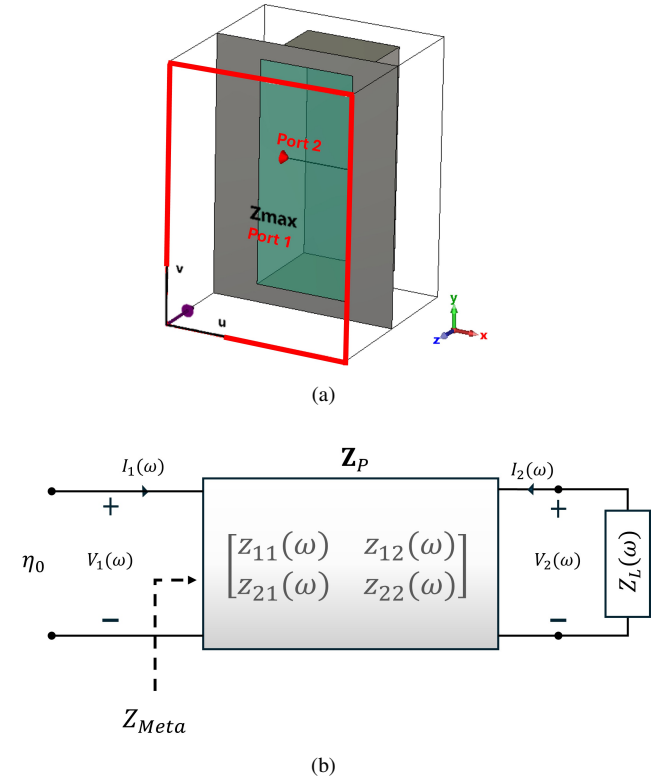 Port 2
Zmax
Port 1
v
u
y
z
x
(a)
Z_P
I_1(ω)
I_2(ω)
+
+
η_0
V_1(ω)
[z_11(ω) z_12(ω)]
[z_21(ω) z_22(ω)]
V_2(ω)
Z_L(ω)
−
−
Z_Meta
(b)